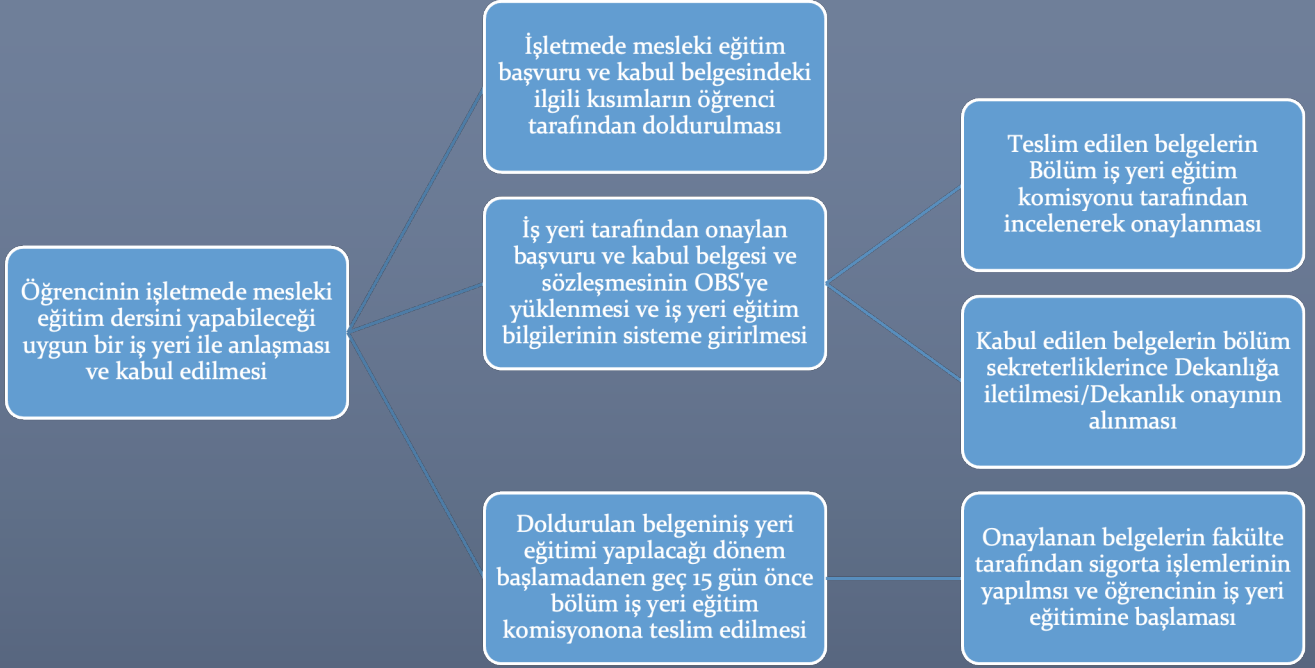 Öğrencinin işletmede mesleki
eğitim dersini yapabileceği
uygun bir iş yeri ile anlaşması
ve kabul edilmesi
İşletmede mesleki eğitim
başvuru ve kabul belgesindeki
ilgili kısımların öğrenci
tarafından doldurulması
İş yeri tarafından onaylan
başvuru ve kabul belgesi ve
sözleşmesinin OBS'ye
yüklenmesi ve iş yeri eğitim
bilgilerinin sisteme girirlmesi
Doldurulan belgeniniş yeri
eğitimi yapılacağı dönem
başlamadanen geç 15 gün önce
bölüm iş yeri eğitim
komisyonona teslim edilmesi
Teslim edilen belgelerin
Bölüm iş yeri eğitim
komisyonu tarafından
incelenerek onaylanması
Kabul edilen belgelerin bölüm
sekreterliklerince Dekanlığa
iletilmesi/Dekanlık onayının
alınması
Onaylanan belgelerin fakülte
tarafından sigorta işlemlerinin
yapılmsı ve öğrencinin iş yeri
eğitimine başlaması